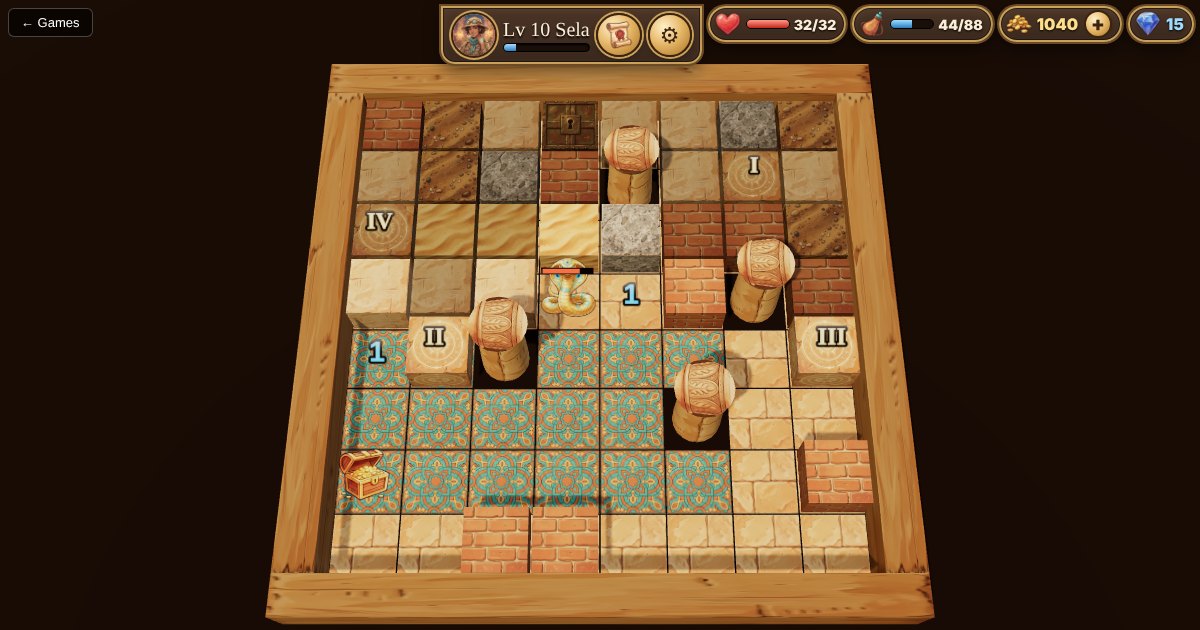 ← Games
Lv 10 Sela
32/32
44/88
1040
+
15
I
IV
1
II
1
III